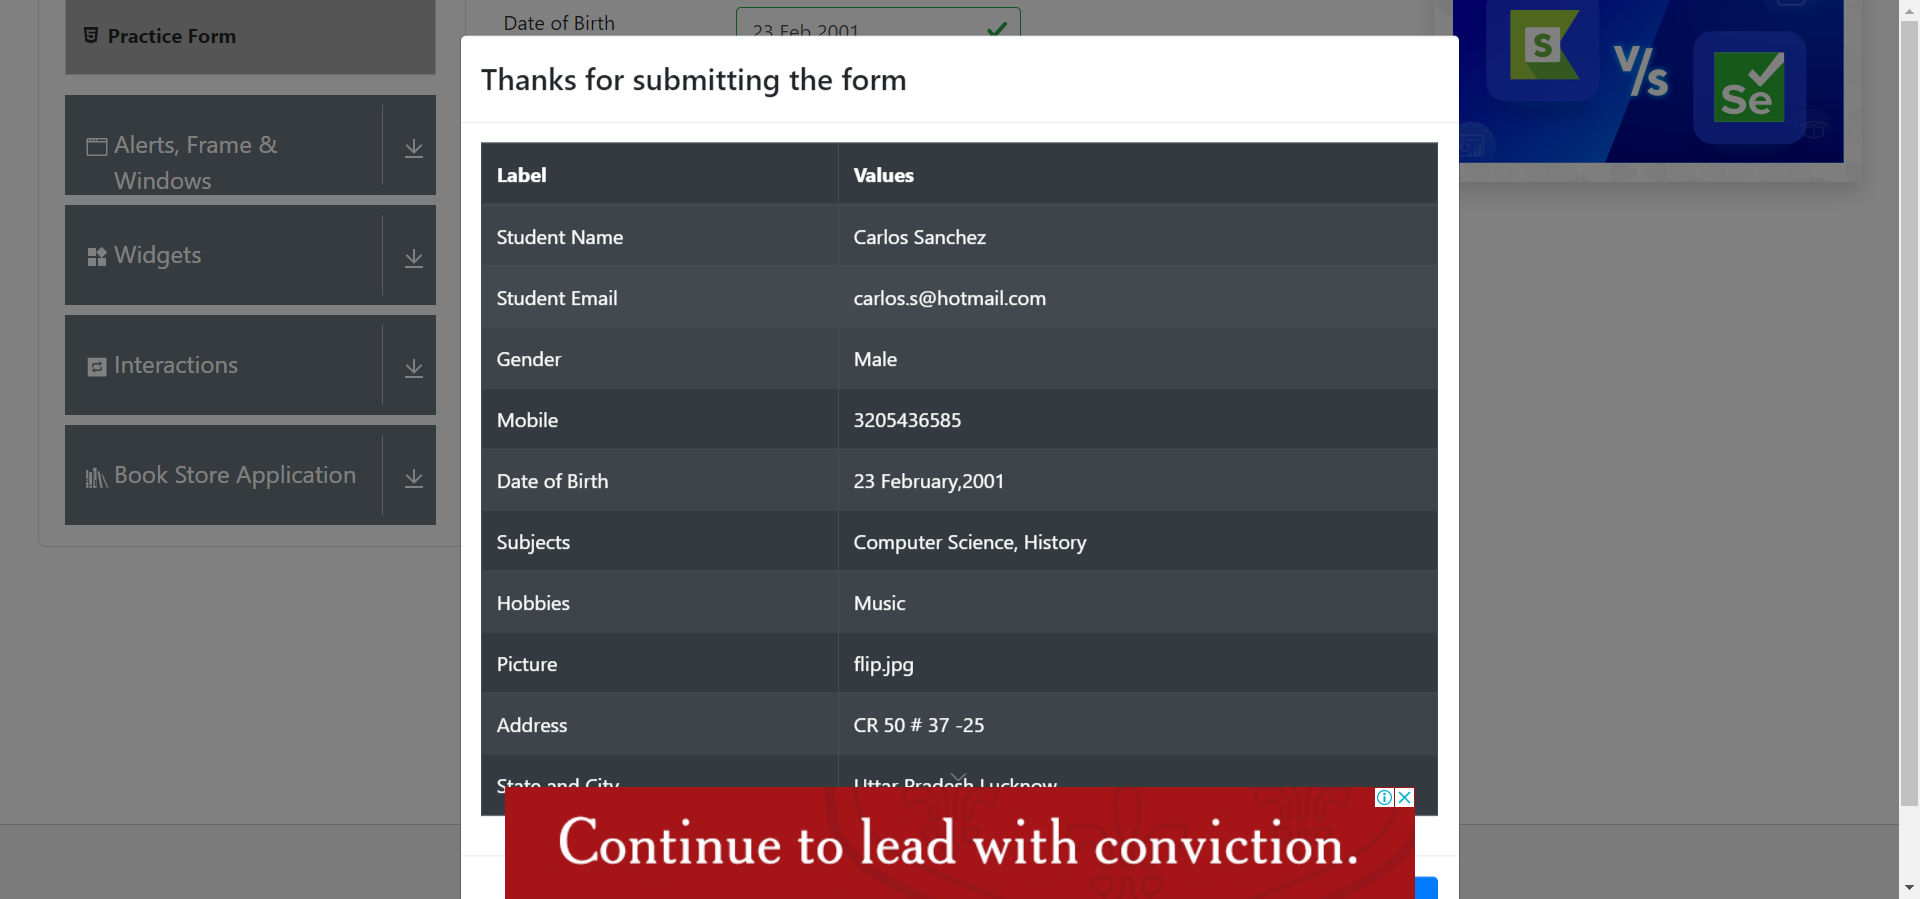 Practice Form
Date of Birth
23 Feb 2001
Thanks for submitting the form
S
V/s
Se
Alerts, Frame &
Windows
Widgets
Interactions
Book Store Application
Label Values
Student Name Carlos Sanchez
Student Email carlos.s@hotmail.com
Gender Male
Mobile 3205436585
Date of Birth 23 February,2001
Subjects Computer Science, History
Hobbies Music
Picture flip.jpg
Address CR 50 # 37 -25
State and City Uttar Pradesh Lucknow
Continue to lead with conviction.